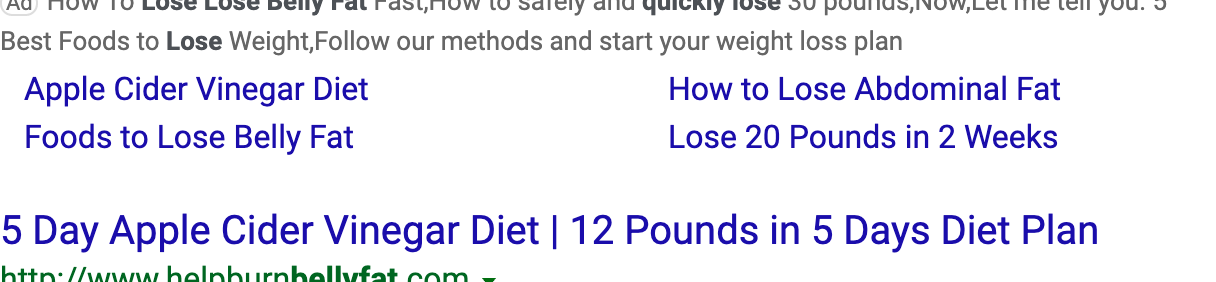 Ad How To Lose Lose Belly Fat Fast,How to safely and quickly lose 30 pounds,Now,Let me tell you. 5
Best Foods to Lose Weight,Follow our methods and start your weight loss plan
Apple Cider Vinegar Diet How to Lose Abdominal Fat
Foods to Lose Belly Fat Lose 20 Pounds in 2 Weeks
5 Day Apple Cider Vinegar Diet | 12 Pounds in 5 Days Diet Plan
http://www.helpburnbellyfat.com